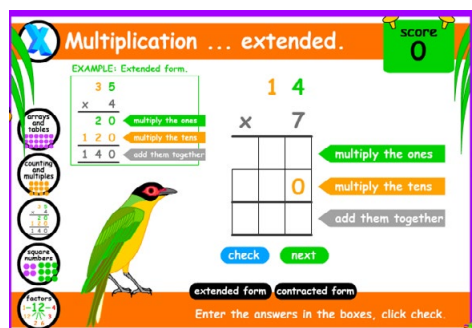 X Multiplication ... extended.
score
0
EXAMPLE: Extended form.
3 5
x 4
2 0 multiply the ones
1 2 0 multiply the tens
1 4 0 add them together
1 4
x 7
multiply the ones
0 multiply the tens
add them together
check next
extended form contracted form
Enter the answers in the boxes, click check.
arrays
and
tables
counting
and
multiples
square
numbers
factors
12